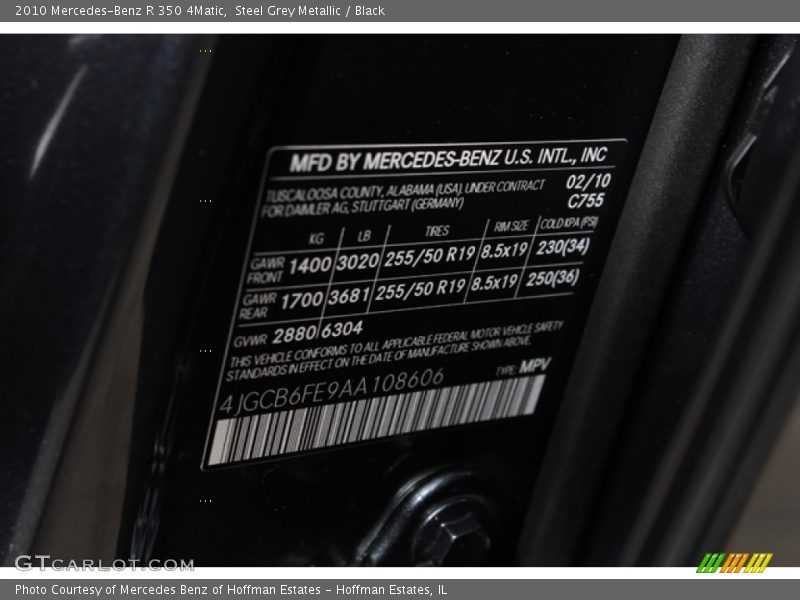 2010 Mercedes-Benz R 350 4Matic, Steel Grey Metallic / Black
MFD BY MERCEDES-BENZ U.S. INTL., INC
TUSCALOOSA COUNTY, ALABAMA (USA), UNDER CONTRACT 02/10
FOR DAIMLER AG, STUTTGART (GERMANY) C755
KG LB TIRES RIM SIZE COLD KPA (PSI)
GAWR FRONT 1400 3020 255/50 R19 8.5x19 230(34)
GAWR REAR 1700 3681 255/50 R19 8.5x19 250(36)
GVWR 2880 6304
THIS VEHICLE CONFORMS TO ALL APPLICABLE FEDERAL MOTOR VEHICLE SAFETY
STANDARDS IN EFFECT ON THE DATE OF MANUFACTURE SHOWN ABOVE.
4JGCB6FE9AA108606 TYPE: MPV
GTCARLOT.COM
Photo Courtesy of Mercedes Benz of Hoffman Estates - Hoffman Estates, IL